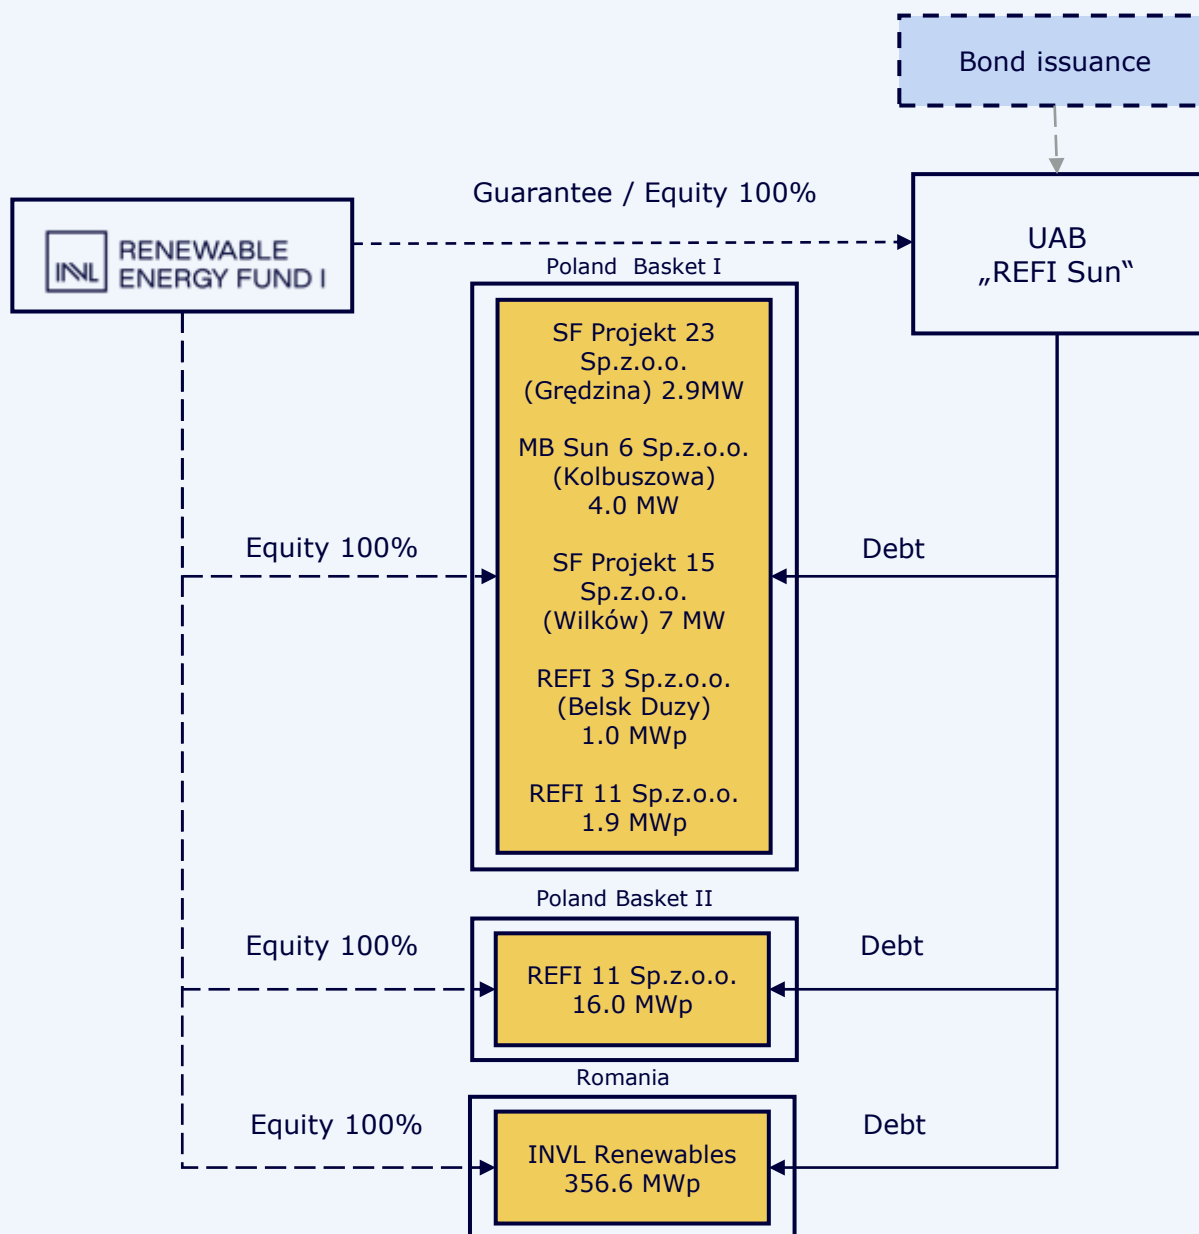 Bond issuance
Guarantee / Equity 100%
INVL
RENEWABLE
ENERGY FUND I
UAB
„REFI Sun“
Poland Basket I
SF Projekt 23
Sp.z.o.o.
(Grędzina) 2.9MW
MB Sun 6 Sp.z.o.o.
(Kolbuszowa)
4.0 MW
Equity 100%
Debt
SF Projekt 15
Sp.z.o.o.
(Wilków) 7 MW
REFI 3 Sp.z.o.o.
(Belsk Duzy)
1.0 MWp
REFI 11 Sp.z.o.o.
1.9 MWp
Poland Basket II
Equity 100%
Debt
REFI 11 Sp.z.o.o.
16.0 MWp
Romania
Equity 100%
Debt
INVL Renewables
356.6 MWp